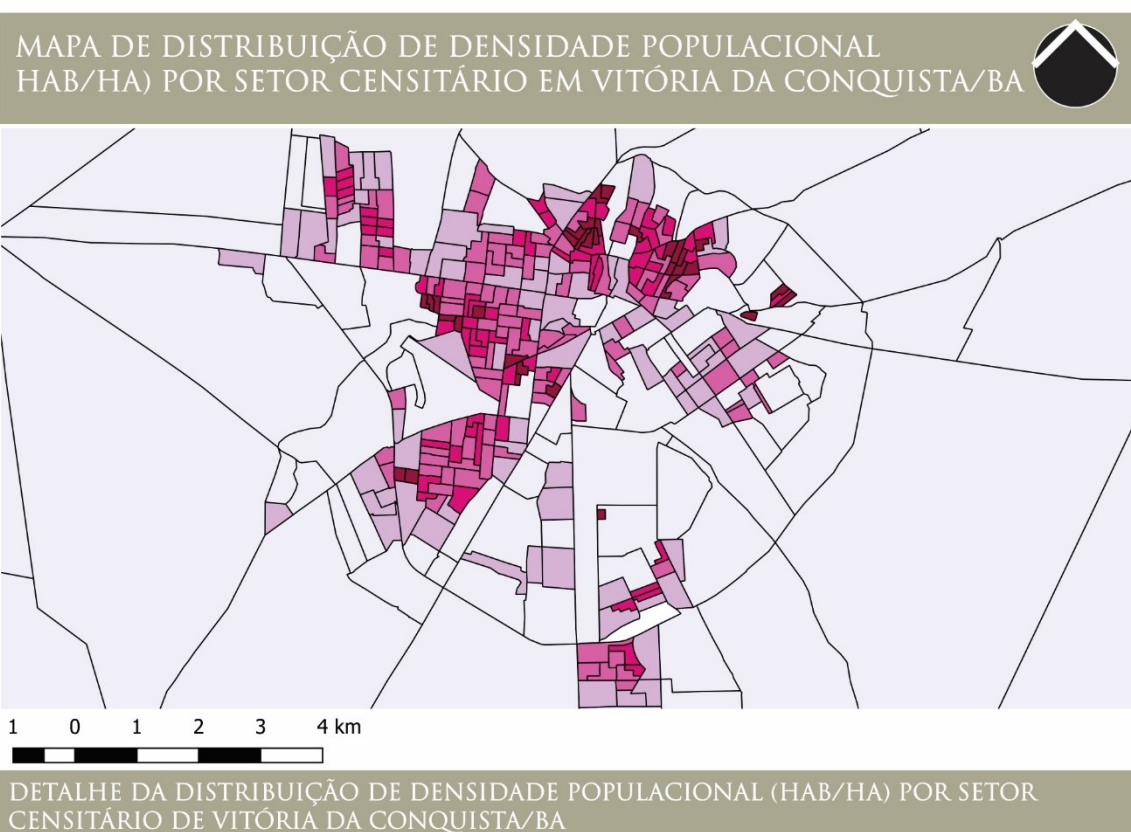 MAPA DE DISTRIBUIÇÃO DE DENSIDADE POPULACIONAL
HAB/HA) POR SETOR CENSITÁRIO EM VITÓRIA DA CONQUISTA/BA
1 0 1 2 3 4 km
DETALHE DA DISTRIBUIÇÃO DE DENSIDADE POPULACIONAL (HAB/HA) POR SETOR
CENSITÁRIO DE VITÓRIA DA CONQUISTA/BA